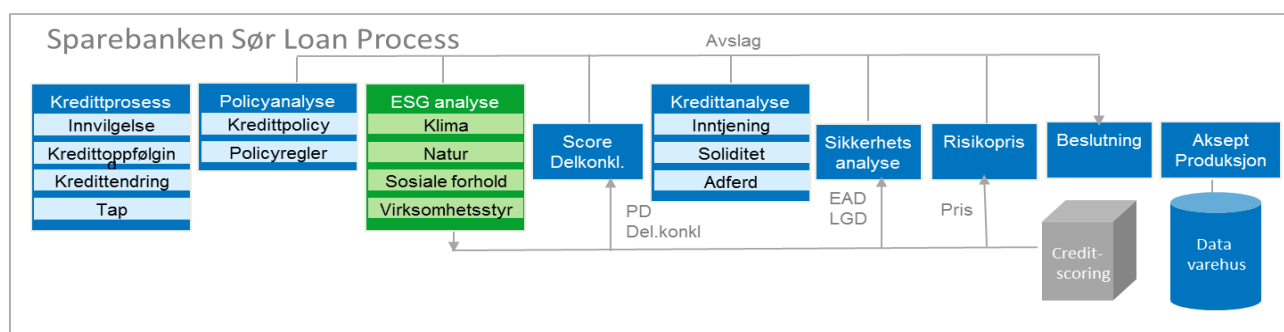 Sparebanken Sør Loan Process
Avslag
Kredittprosess
Innvilgelse
Kredittoppfølgin
g
Kredittendring
Tap
Policyanalyse
Kredittpolicy
Policyregler
ESG analyse
Klima
Natur
Sosiale forhold
Virksomhetsstyr
Score
Delkonkl.
PD
Del.konkl
Kredittanalyse
Inntjening
Soliditet
Adferd
Sikkerhets
analyse
EAD
LGD
Risikopris
Pris
Beslutning
Aksept
Produksjon
Credit-
scoring
Data
varehus